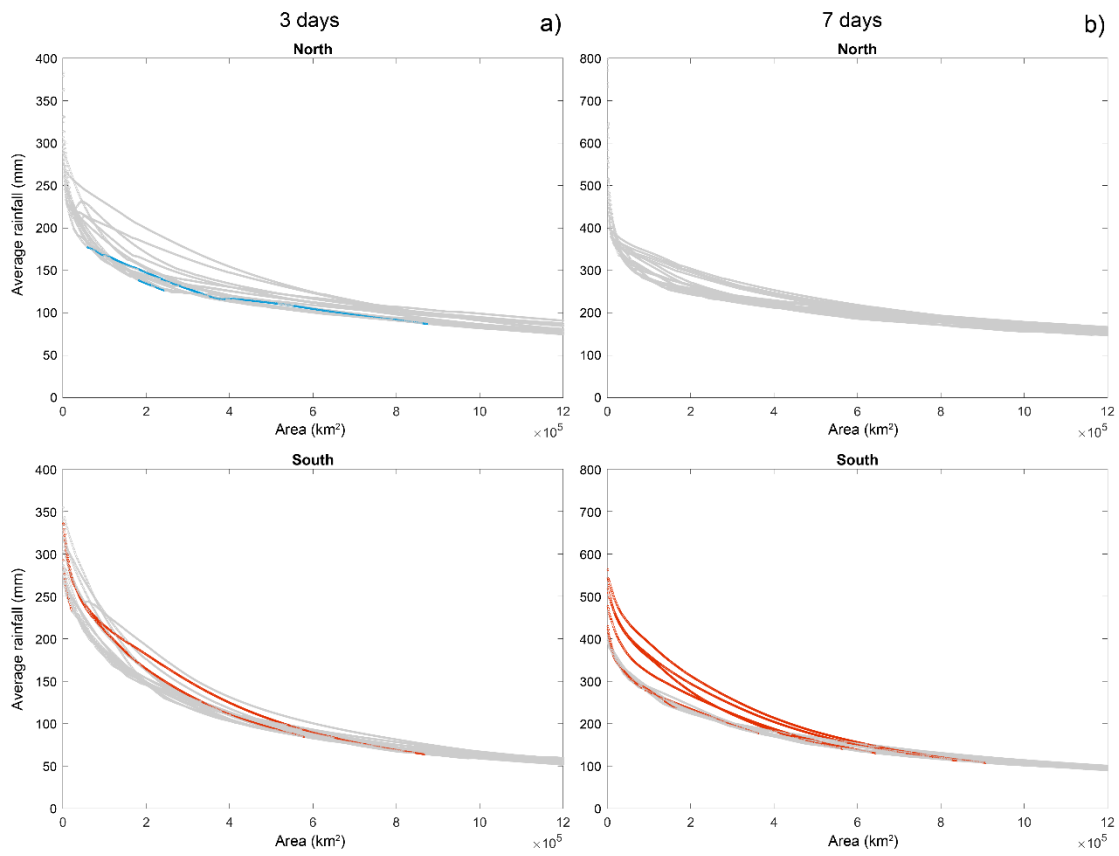 3 days a) 7 days b)
North North
400 800
350 700
300 600
250 500
200 400
150 300
100 200
50 100
0 0
0 2 4 6 8 10 12 0 2 4 6 8 10 12
×10⁵ ×10⁵
Average rainfall (mm)
Area (km²) Area (km²)
South South
400 800
350 700
300 600
250 500
200 400
150 300
100 200
50 100
0 0
0 2 4 6 8 10 12 0 2 4 6 8 10 12
×10⁵ ×10⁵
Average rainfall (mm)
Area (km²) Area (km²)